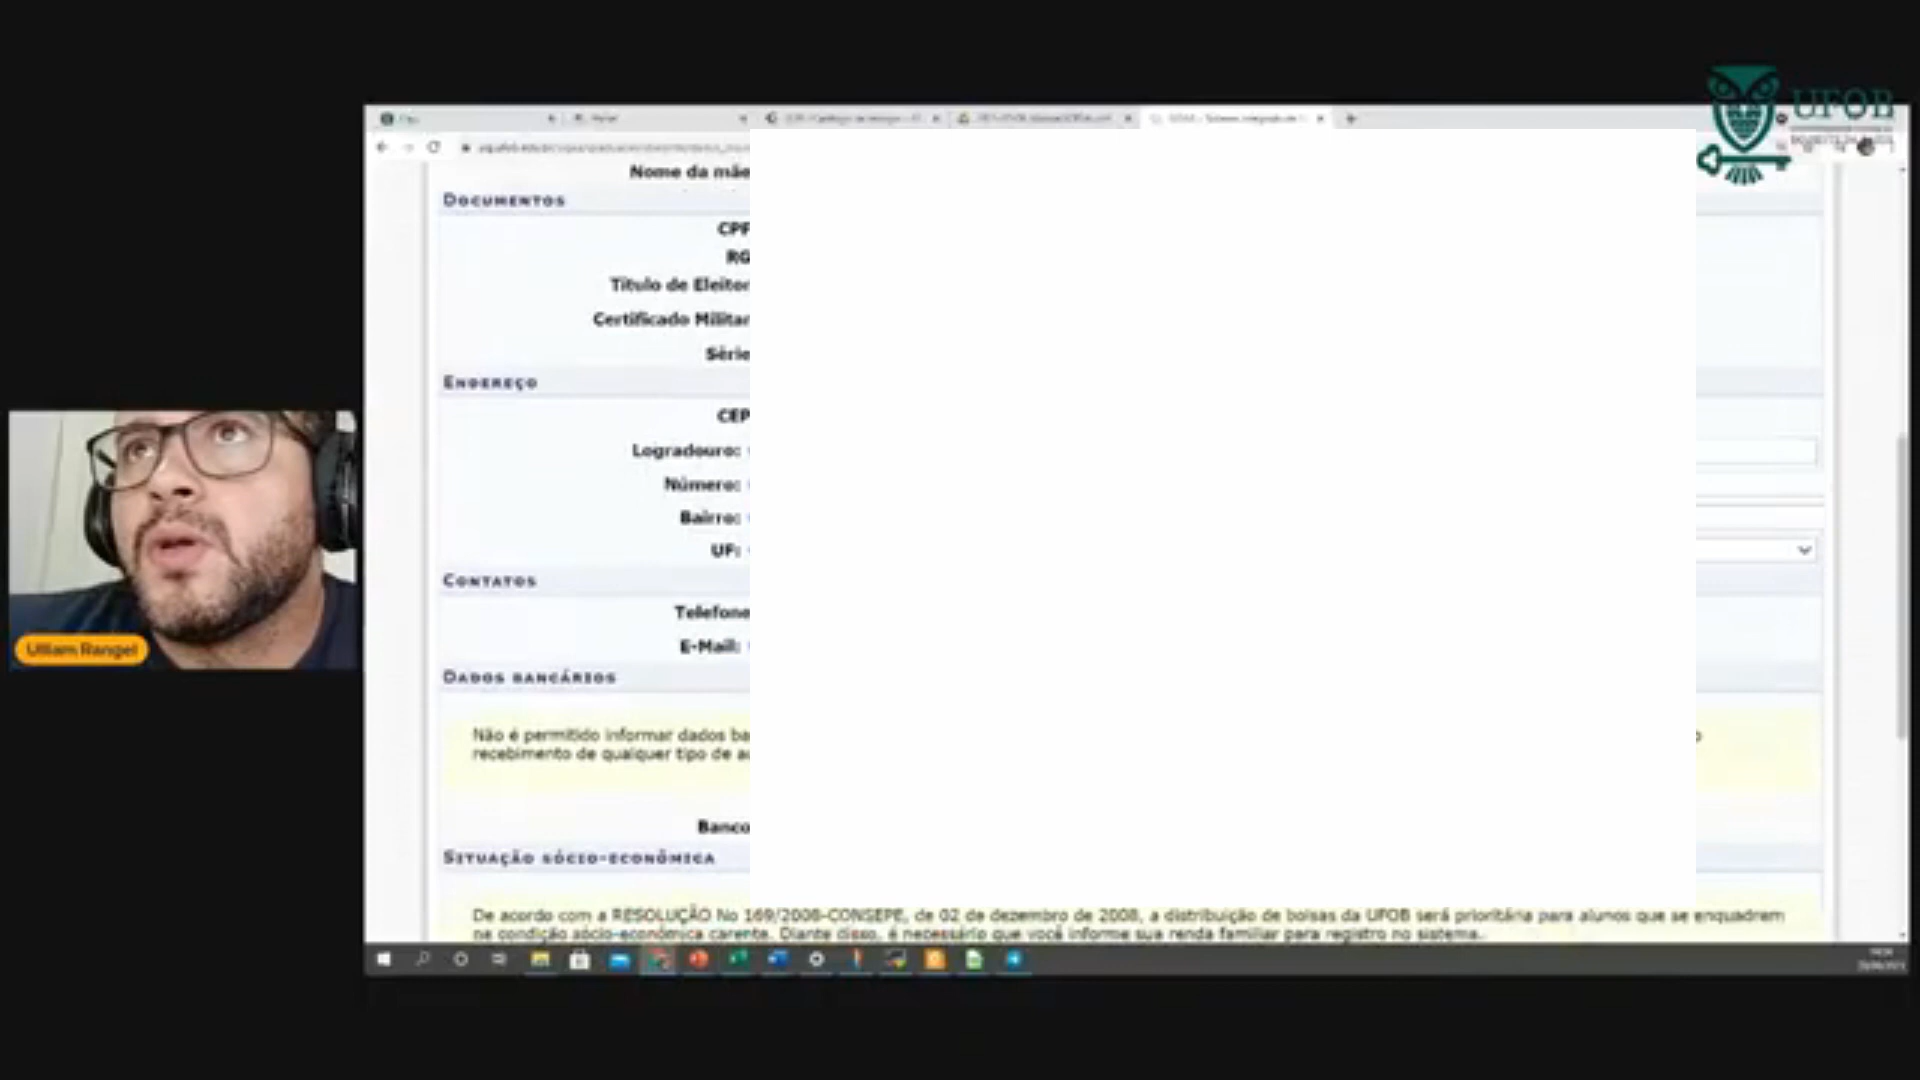 UFOB
Nome da mãe
DOCUMENTOS
CPF
RG
Título de Eleitor
Certificado Militar
Série
ENDEREÇO
CEP
Logradouro:
Número:
Bairro:
UF:
CONTATOS
Telefone
E-Mail:
DADOS BANCÁRIOS
Não é permitido informar dados ba
recebimento de qualquer tipo de a
Banco
SITUAÇÃO SÓCIO-ECONÔMICA
De acordo com a RESOLUÇÃO No 169/2008-CONSEPE, de 02 de dezembro de 2008, a distribuição de bolsas da UFOB será prioritária para alunos que se enquadrem
na condição sócio-econômica carente. Diante disso, é necessário que você informe sua renda familiar para registro no sistema.
Uilliam Rangel